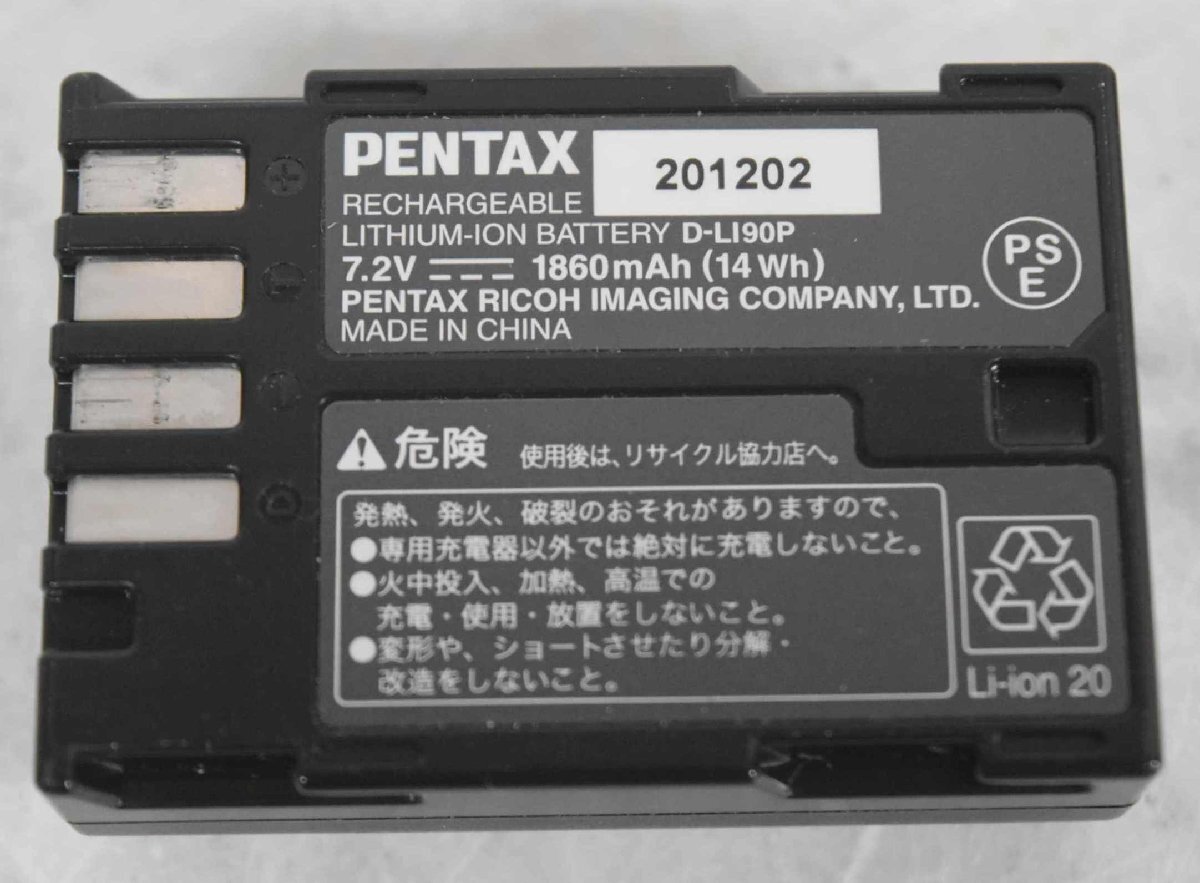 PENTAX 201202
RECHARGEABLE
LITHIUM-ION BATTERY D-LI90P
7.2V 1860mAh (14Wh)
PENTAX RICOH IMAGING COMPANY, LTD.
MADE IN CHINA
PS
E
危険 使用後は、リサイクル協力店へ。
発熱、発火、破裂のおそれがありますので、
●専用充電器以外では絶対に充電しないこと。
●火中投入、加熱、高温での
充電・使用・放置をしないこと。
●変形や、ショートさせたり分解・
改造をしないこと。
Li-ion 20